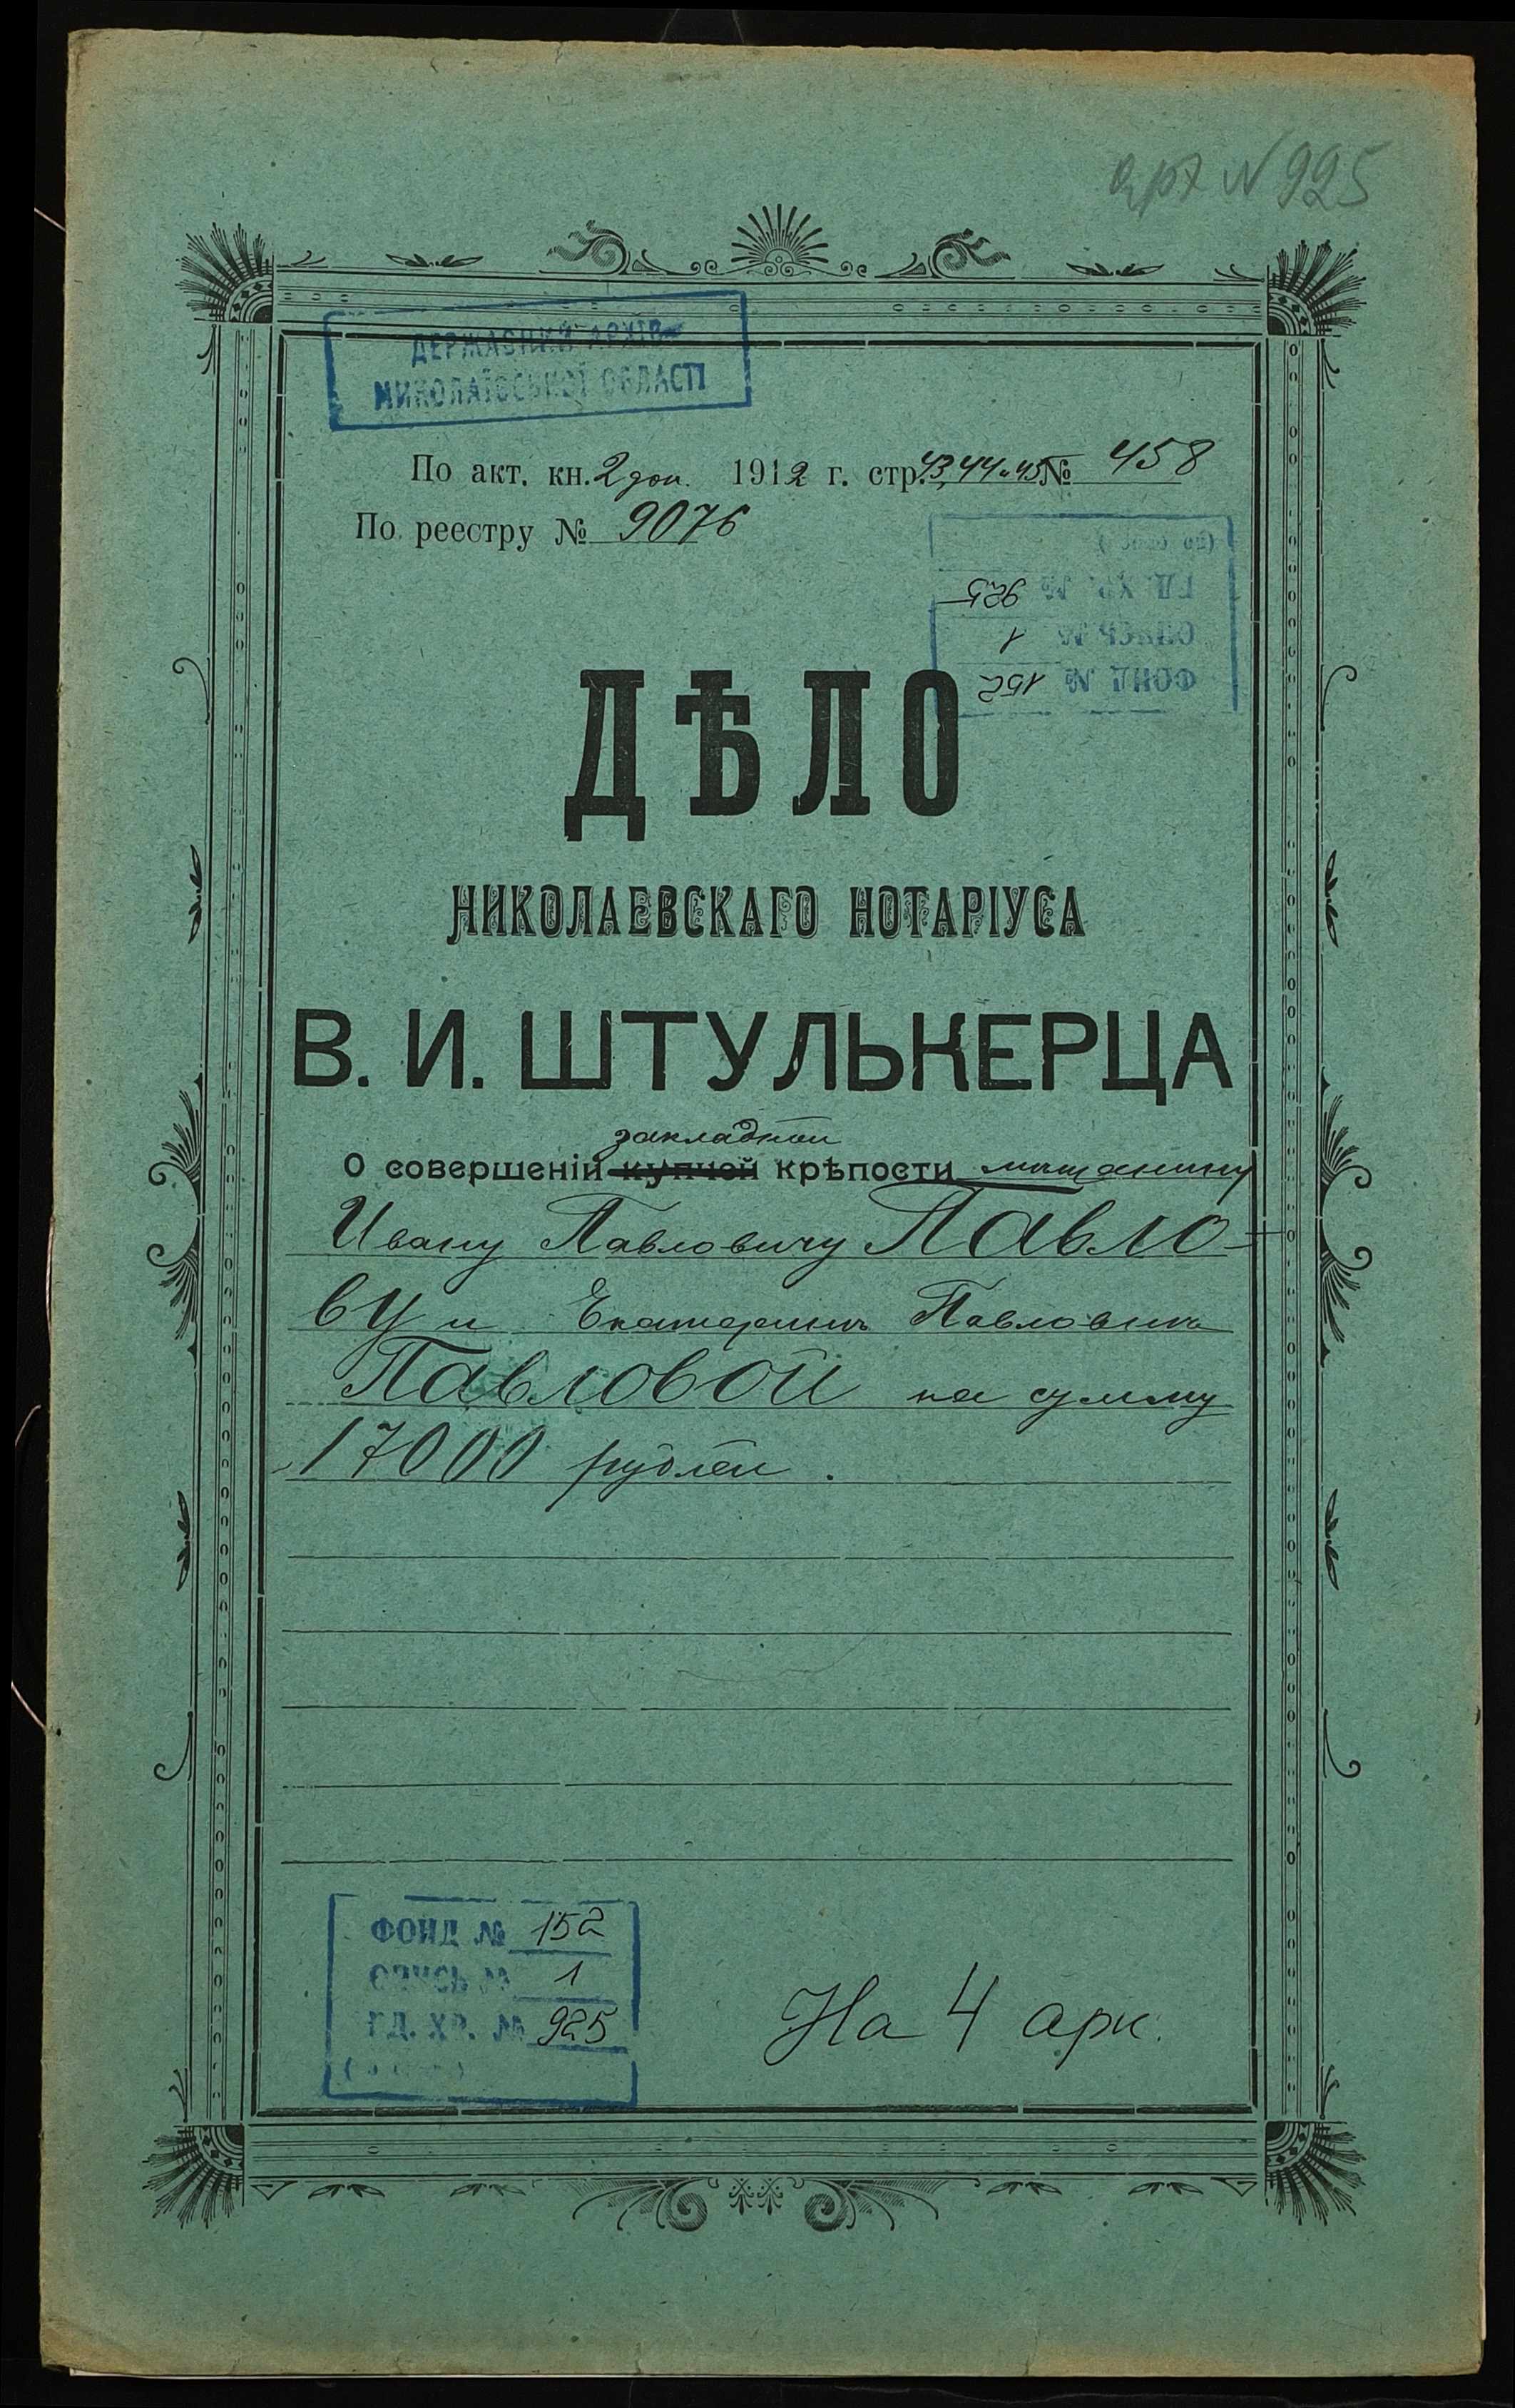 арх № 925
ДЕРЖАВНИЙ АРХІВ
МИКОЛАЇВСЬКОЇ ОБЛАСТІ
По акт. кн. 2 доп. 1912 г. стр. 43, 44 и 45 № 458
По реестру № 9076
ГД. ХР. № 925
ОПИСЬ № 1
ФОНД № 152
ДѢЛО
НИКОЛАЕВСКАГО НОТАРІУСА
В. И. ШТУЛЬКЕРЦА
закладной
О совершеніи купчей крѣпости мѣщанину
Ивану Павловичу Павло-
ву и Екатеринѣ Павловнѣ
Павловой на сумму
17000 рублей.
ФОНД № 152
ОПИСЬ № 1
ГД. ХР. № 925
На 4 арк.